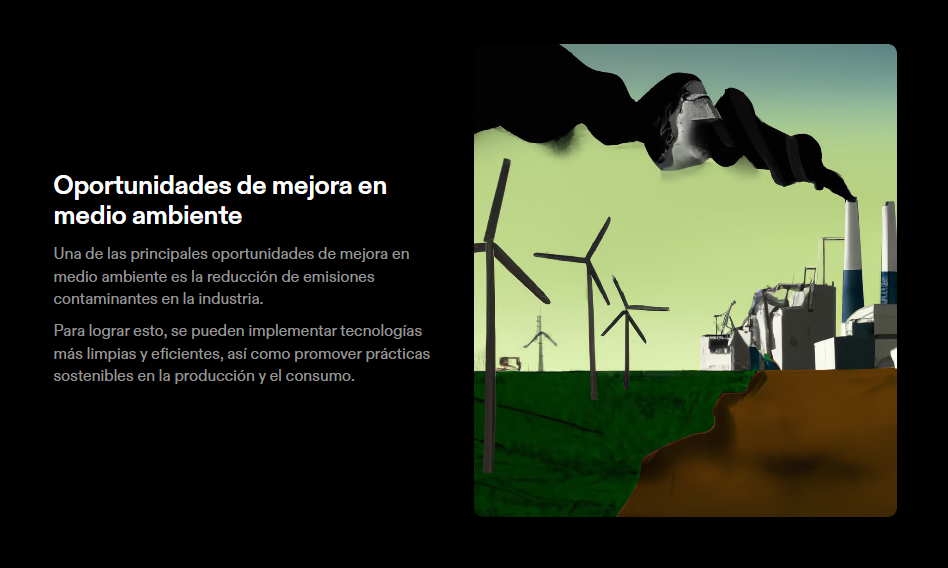 Oportunidades de mejora en
medio ambiente
Una de las principales oportunidades de mejora en
medio ambiente es la reducción de emisiones
contaminantes en la industria.
Para lograr esto, se pueden implementar tecnologías
más limpias y eficientes, así como promover prácticas
sostenibles en la producción y el consumo.